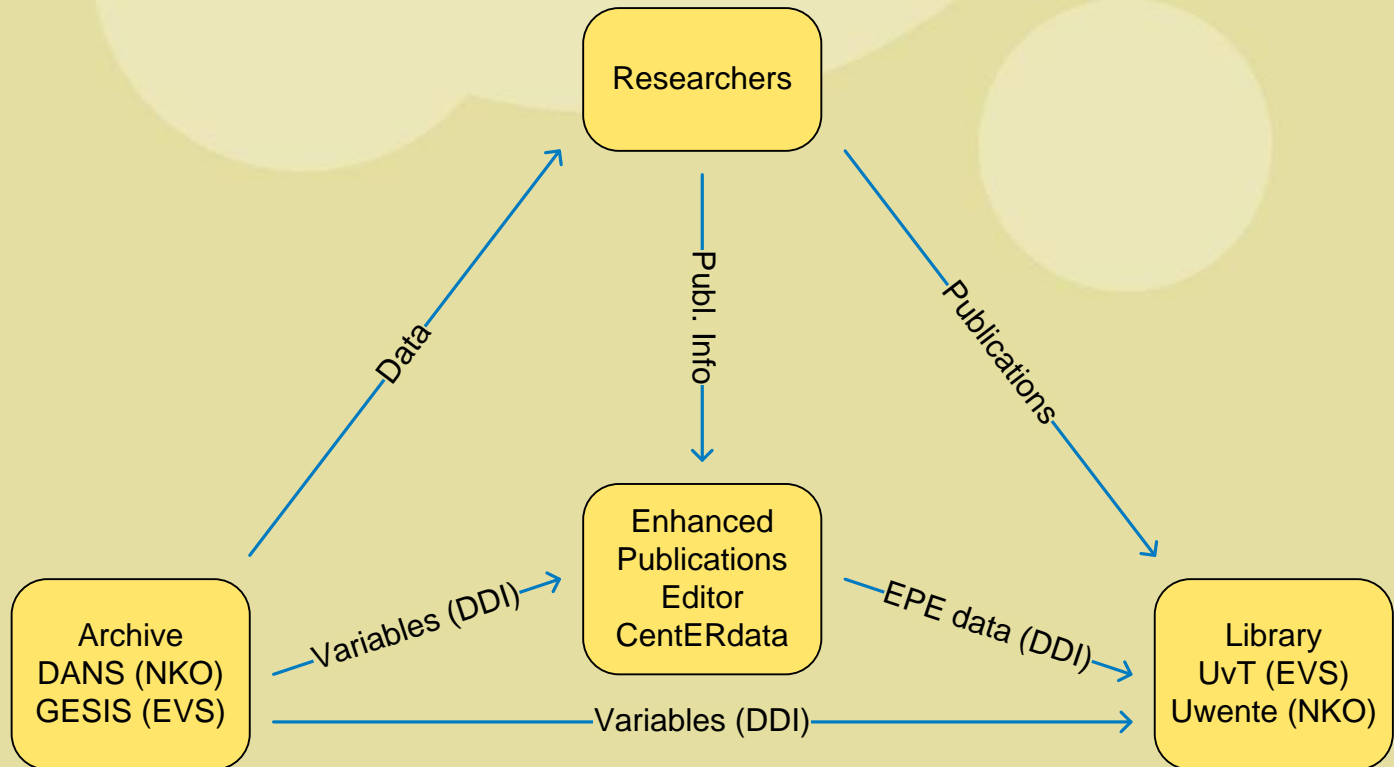 Researchers
Data
Publ. Info
Publications
Enhanced
Publications
Editor
CentERdata
Variables (DDI)
EPE data (DDI)
Archive
DANS (NKO)
GESIS (EVS)
Library
UvT (EVS)
Uwente (NKO)
Variables (DDI)